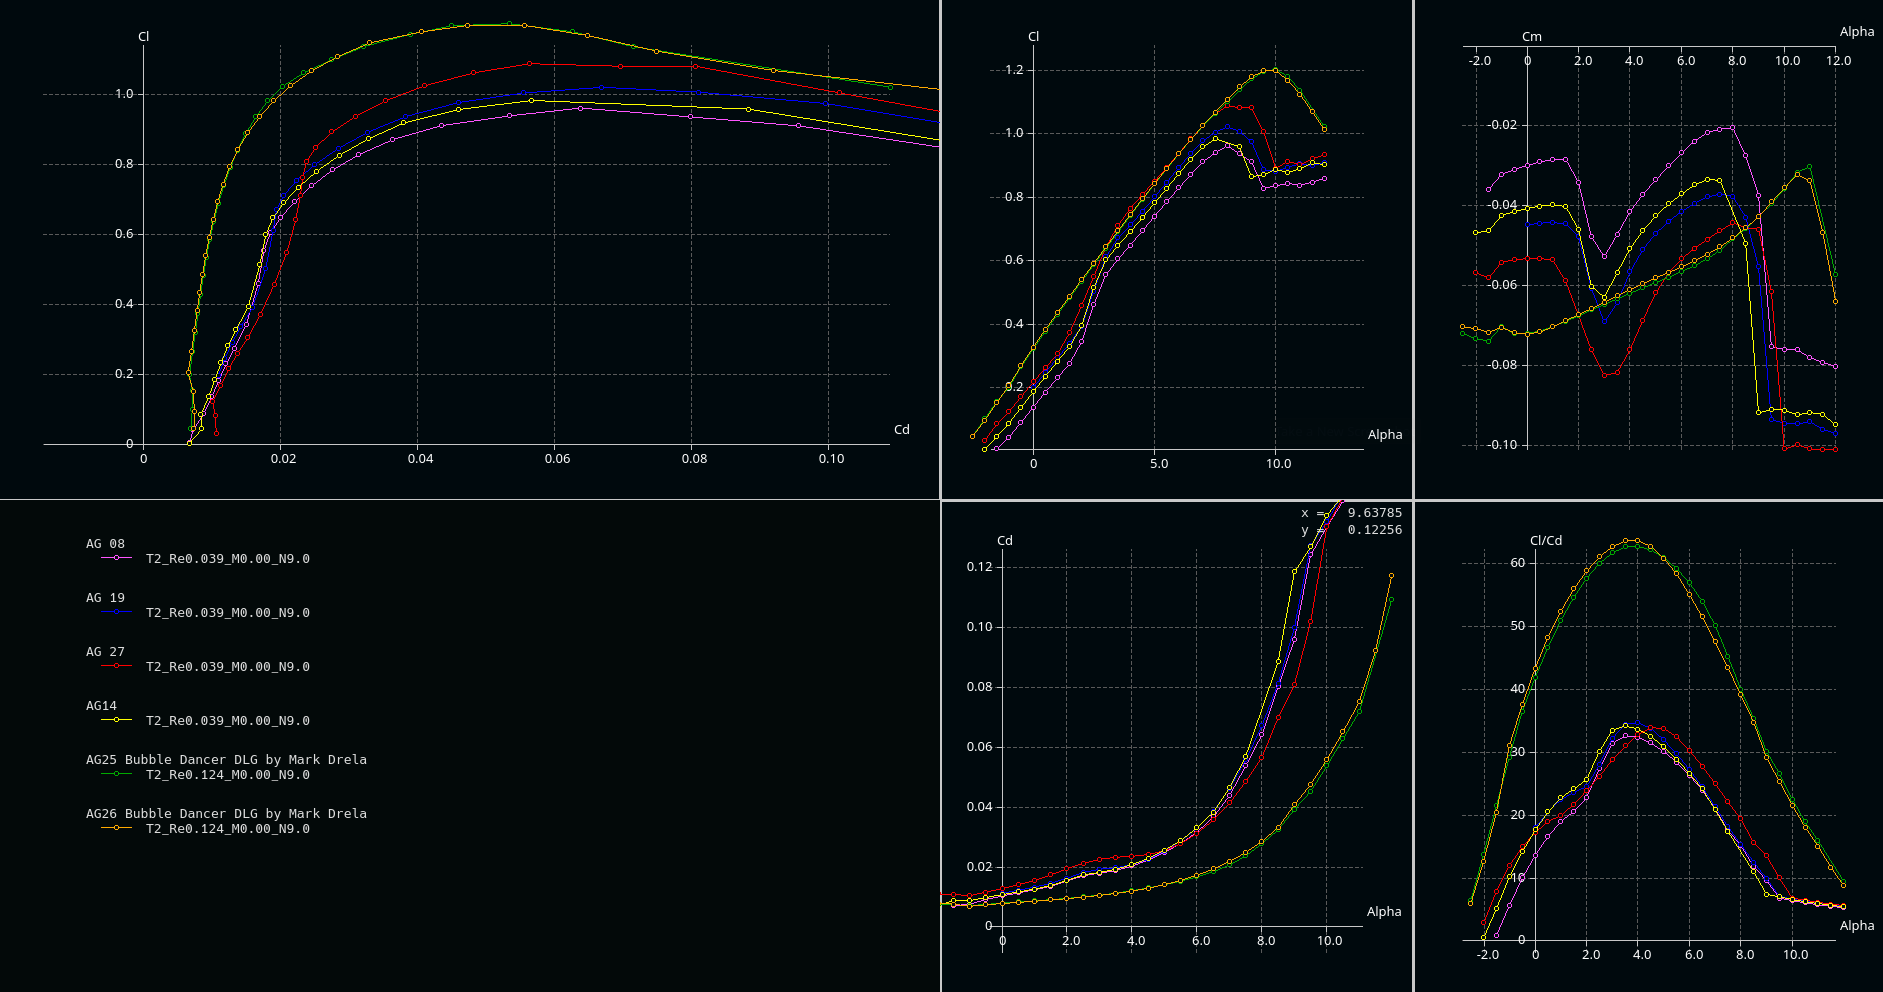 Cl
1.0
0.8
0.6
0.4
0.2
0
Cd
0 0.02 0.04 0.06 0.08 0.10
Cl
1.2
1.0
0.8
0.6
0.4
0.2
Alpha
0 5.0 10.0
Cm
Alpha
-2.0 0 2.0 4.0 6.0 8.0 10.0 12.0
-0.02
-0.04
-0.06
-0.08
-0.10
AG 08
T2_Re0.039_M0.00_N9.0
AG 19
T2_Re0.039_M0.00_N9.0
AG 27
T2_Re0.039_M0.00_N9.0
AG14
T2_Re0.039_M0.00_N9.0
AG25 Bubble Dancer DLG by Mark Drela
T2_Re0.124_M0.00_N9.0
AG26 Bubble Dancer DLG by Mark Drela
T2_Re0.124_M0.00_N9.0
x = 9.63785
y = 0.12256
Cd
0.12
0.10
0.08
0.06
0.04
0.02
0
Alpha
0 2.0 4.0 6.0 8.0 10.0
Cl/Cd
60
50
40
30
20
10
0
Alpha
-2.0 0 2.0 4.0 6.0 8.0 10.0